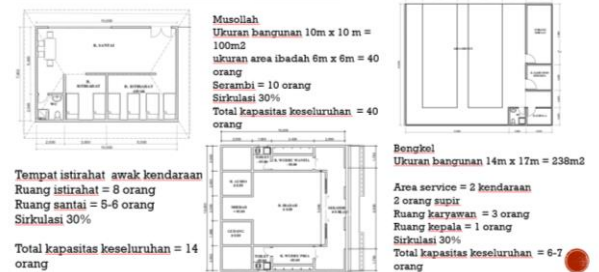 Musollah
Ukuran bangunan 10m x 10 m =
100m2
ukuran area ibadah 6m x 6m = 40
orang
Serambi = 10 orang
Sirkulasi 30%
Total kapasitas keseluruhan = 40
orang
Tempat istirahat awak kendaraan
Ruang istirahat = 8 orang
Ruang santai = 5-6 orang
Sirkulasi 30%
Total kapasitas keseluruhan = 14
orang
Bengkel
Ukuran bangunan 14m x 17m = 238m2
Area service = 2 kendaraan
2 orang supir
Ruang karyawan = 3 orang
Ruang kepala = 1 orang
Sirkulasi 30%
Total kapasitas keseluruhan = 6-7
orang
R. SANTAI